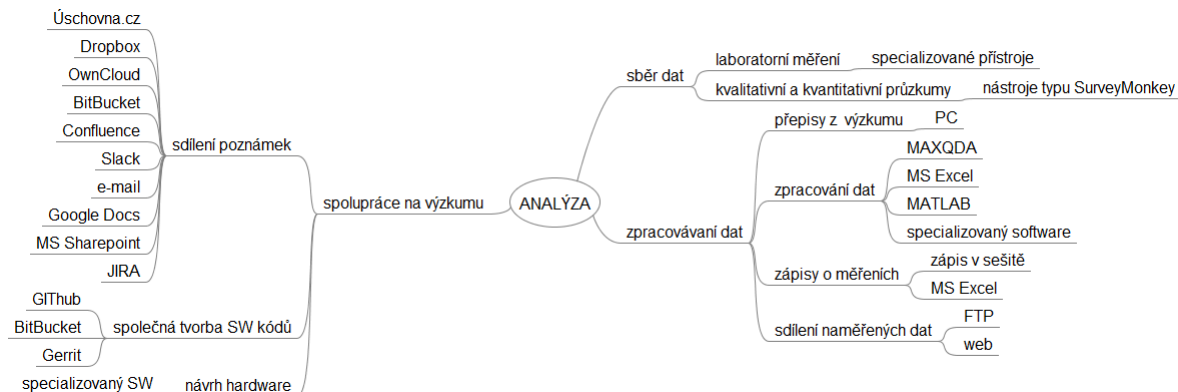 Úschovna.cz
Dropbox
OwnCloud
BitBucket
Confluence
Slack
e-mail
Google Docs
MS Sharepoint
JIRA
sdílení poznámek
GIThub
BitBucket
Gerrit
společná tvorba SW kódů
specializovaný SW
návrh hardware
spolupráce na výzkumu
ANALÝZA
sběr dat
laboratorní měření
specializované přístroje
kvalitativní a kvantitativní průzkumy
nástroje typu SurveyMonkey
zpracovávaní dat
přepisy z výzkumu
PC
zpracování dat
MAXQDA
MS Excel
MATLAB
specializovaný software
zápisy o měřeních
zápis v sešitě
MS Excel
sdílení naměřených dat
FTP
web